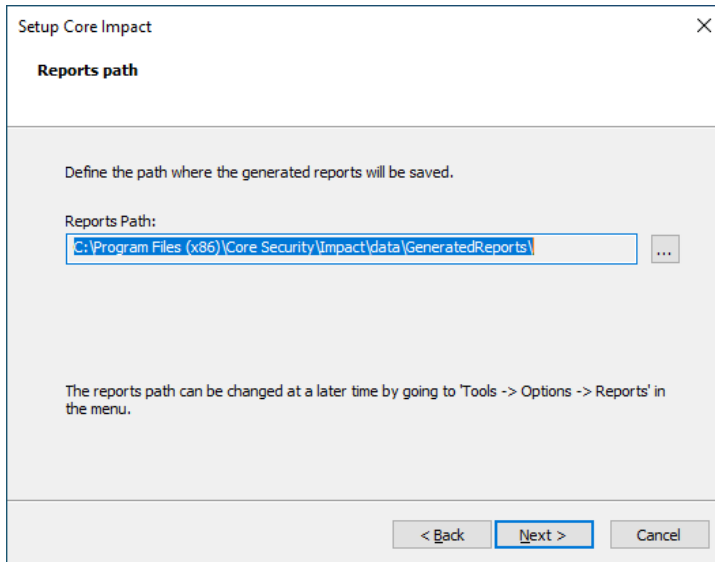 Setup Core Impact
Reports path
Define the path where the generated reports will be saved.
Reports Path:
C:\Program Files (x86)\Core Security\Impact\data\GeneratedReports\
...
The reports path can be changed at a later time by going to 'Tools -> Options -> Reports' in
the menu.
< Back
Next >
Cancel